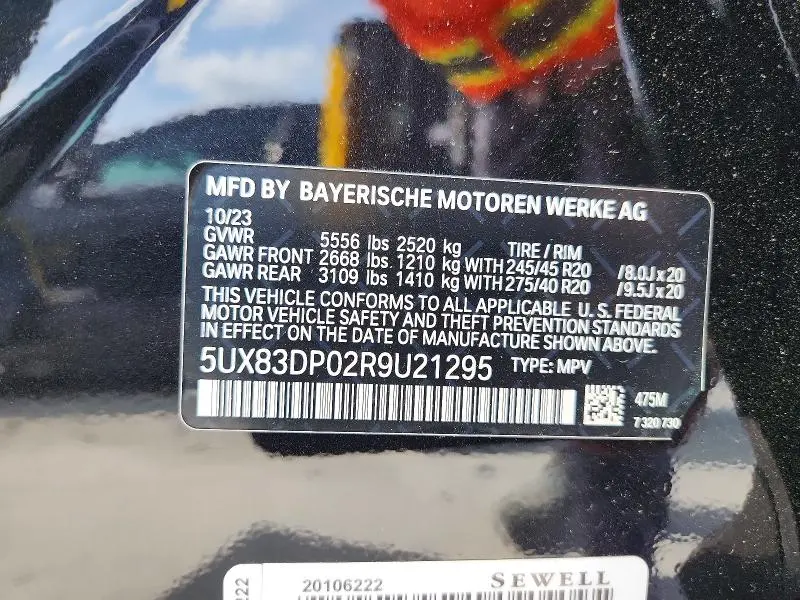 MFD BY BAYERISCHE MOTOREN WERKE AG
10/23
GVWR 5556 lbs 2520 kg TIRE / RIM
GAWR FRONT 2668 lbs 1210 kg WITH 245/45 R20 /8.0J x 20
GAWR REAR 3109 lbs 1410 kg WITH 275/40 R20 /9.5J x 20
THIS VEHICLE CONFORMS TO ALL APPLICABLE U. S. FEDERAL
MOTOR VEHICLE SAFETY AND THEFT PREVENTION STANDARDS
IN EFFECT ON THE DATE OF MANUFACTURE SHOWN ABOVE.
5UX83DP02R9U21295 TYPE: MPV
475M
7 320 730
20106222 SEWELL
222